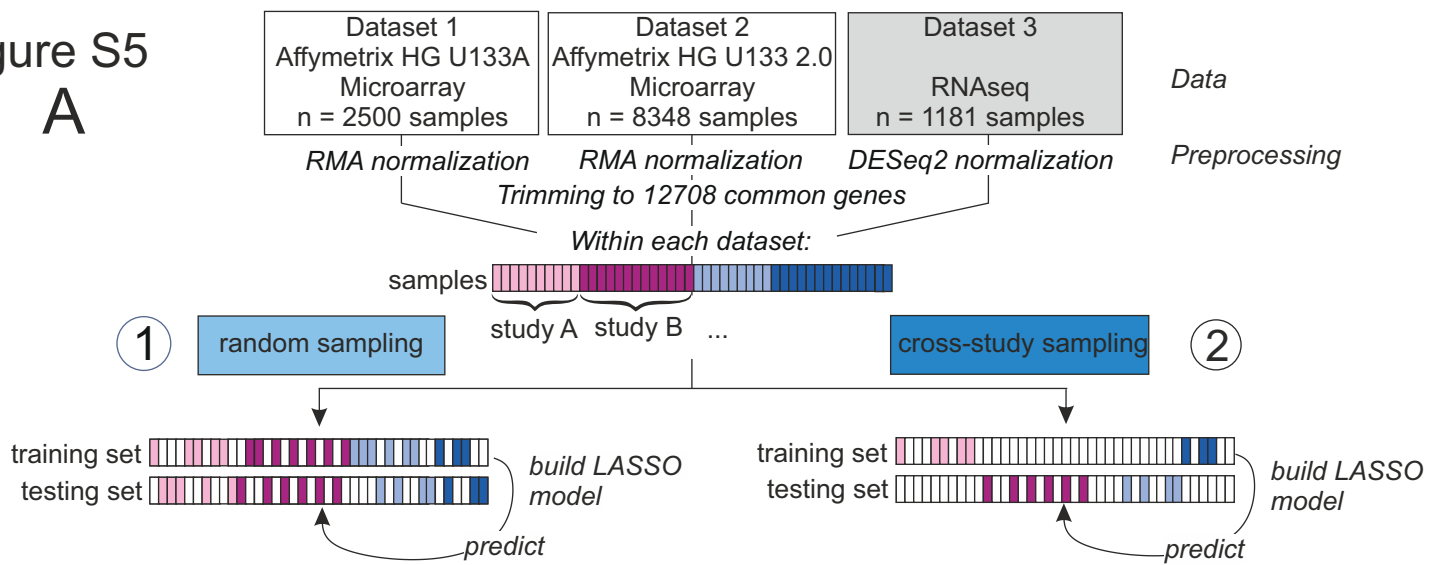 gure S5
A
Dataset 1
Affymetrix HG U133A
Microarray
n = 2500 samples
Dataset 2
Affymetrix HG U133 2.0
Microarray
n = 8348 samples
Dataset 3
RNAseq
n = 1181 samples
Data
RMA normalization
RMA normalization
DESeq2 normalization
Preprocessing
Trimming to 12708 common genes
Within each dataset:
samples
study A
study B
...
1
random sampling
cross-study sampling
2
training set
testing set
build LASSO
model
predict
training set
testing set
build LASSO
model
predict